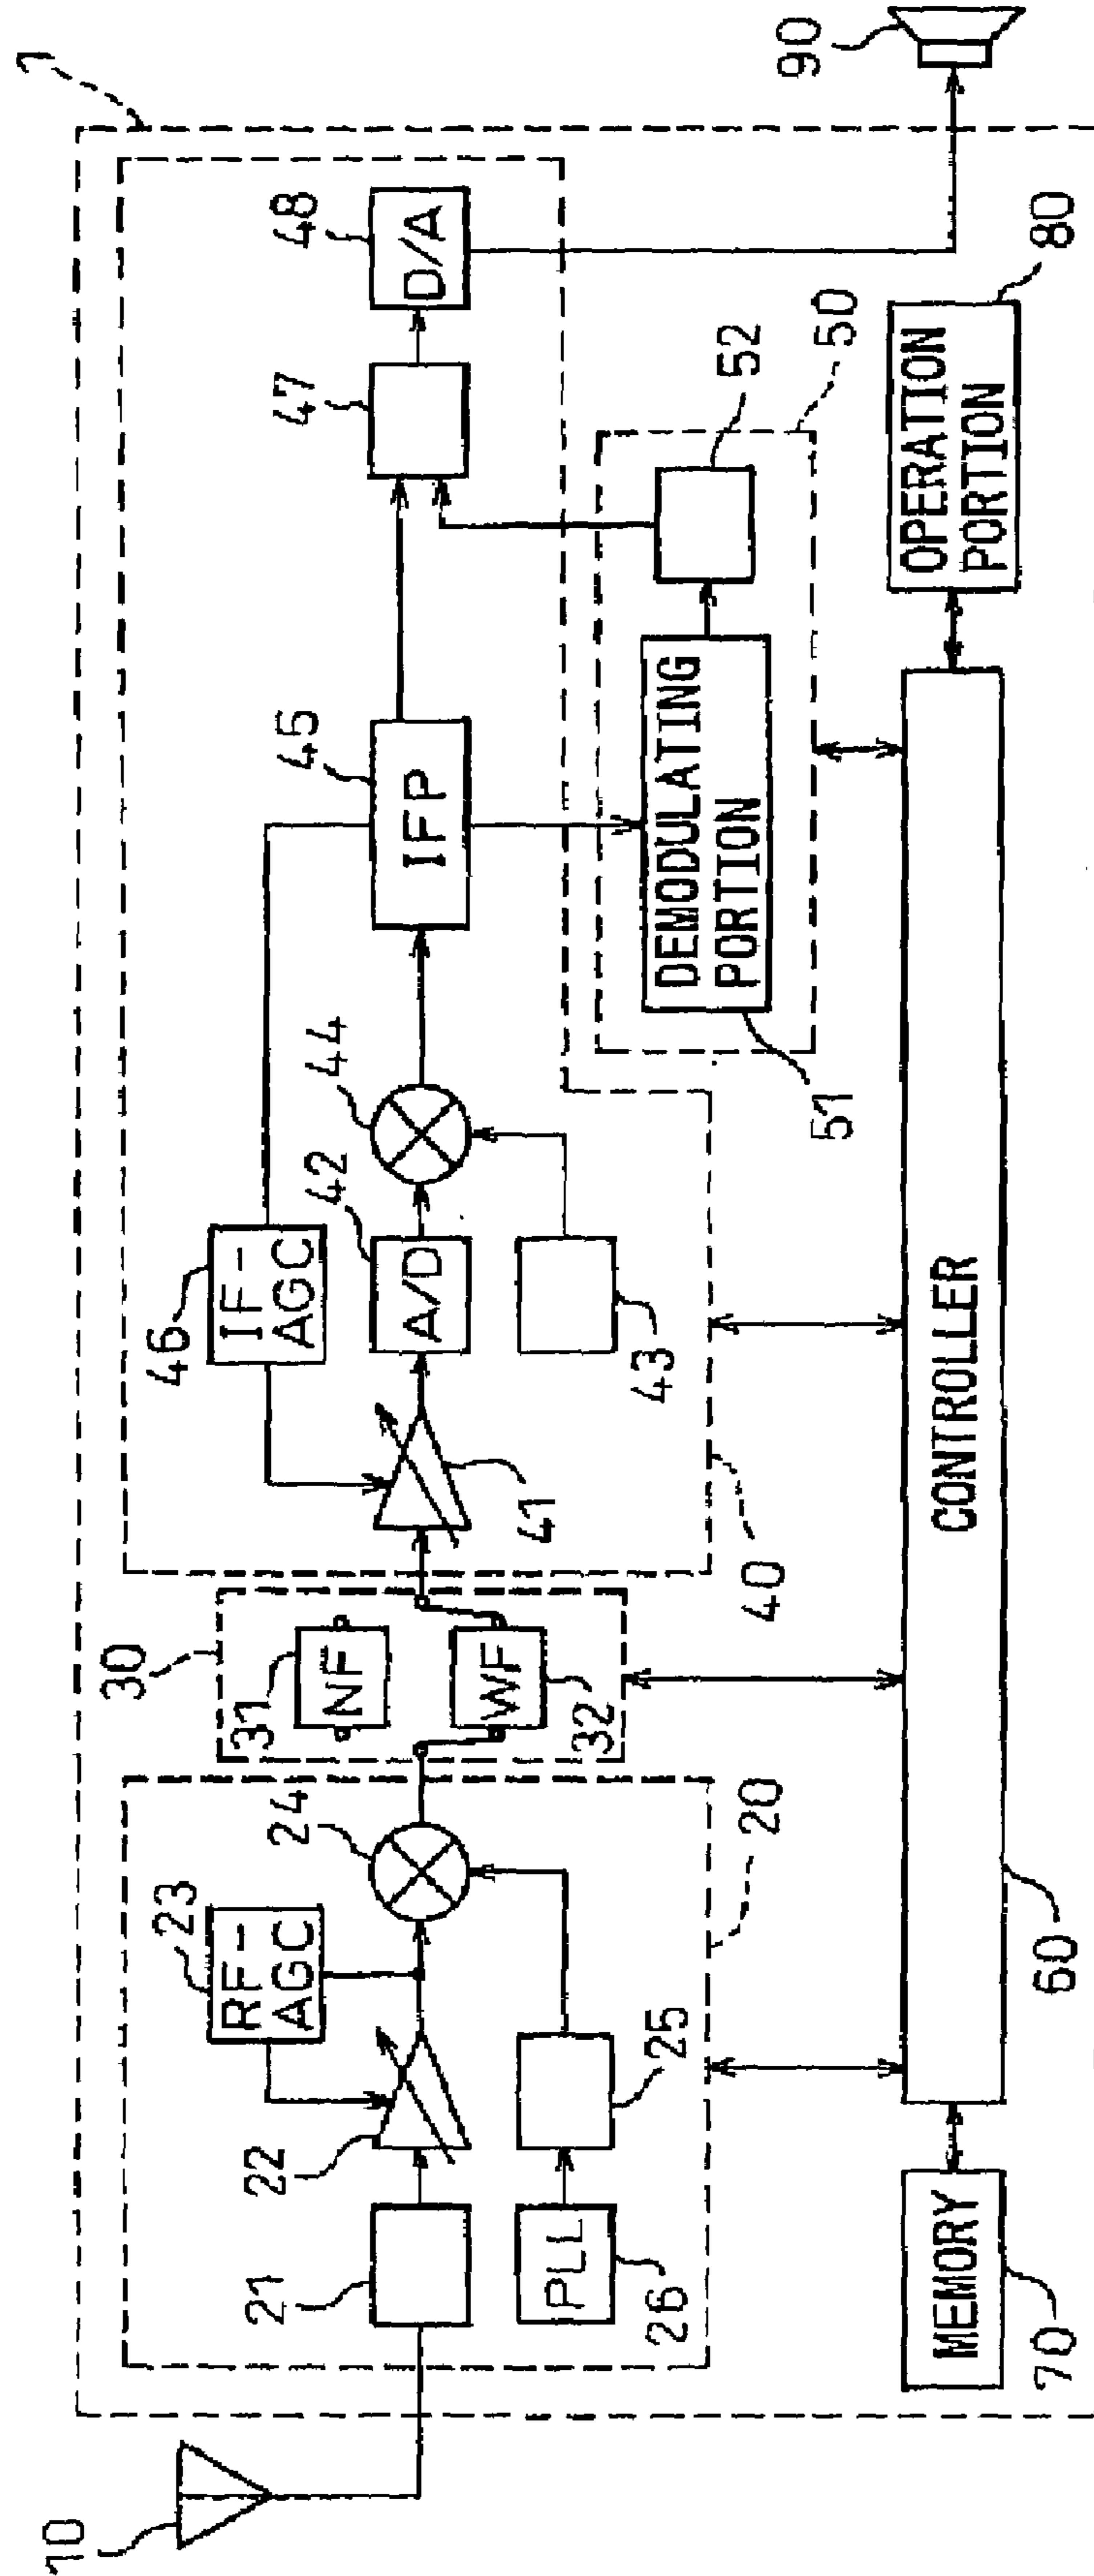 1
10
21
22
RF-
AGC
23
24
25
PLL
26
20
30
31
NF
WF
32
40
41
A/D
42
43
44
IFP
45
IF-
AGC
46
47
D/A
48
50
DEMODULATING
PORTION
51
52
CONTROLLER
60
MEMORY
70
OPERATION
PORTION
80
90